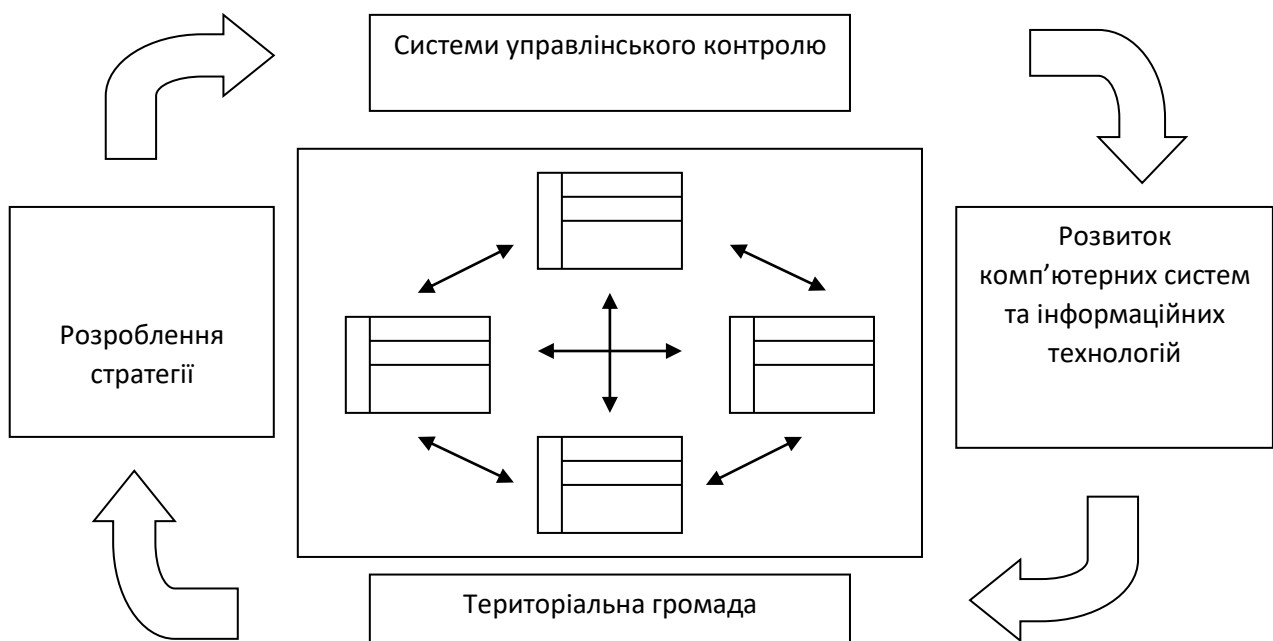 Системи управлінського контролю
Розроблення
стратегії
Розвиток
комп’ютерних систем
та інформаційних
технологій
Територіальна громада